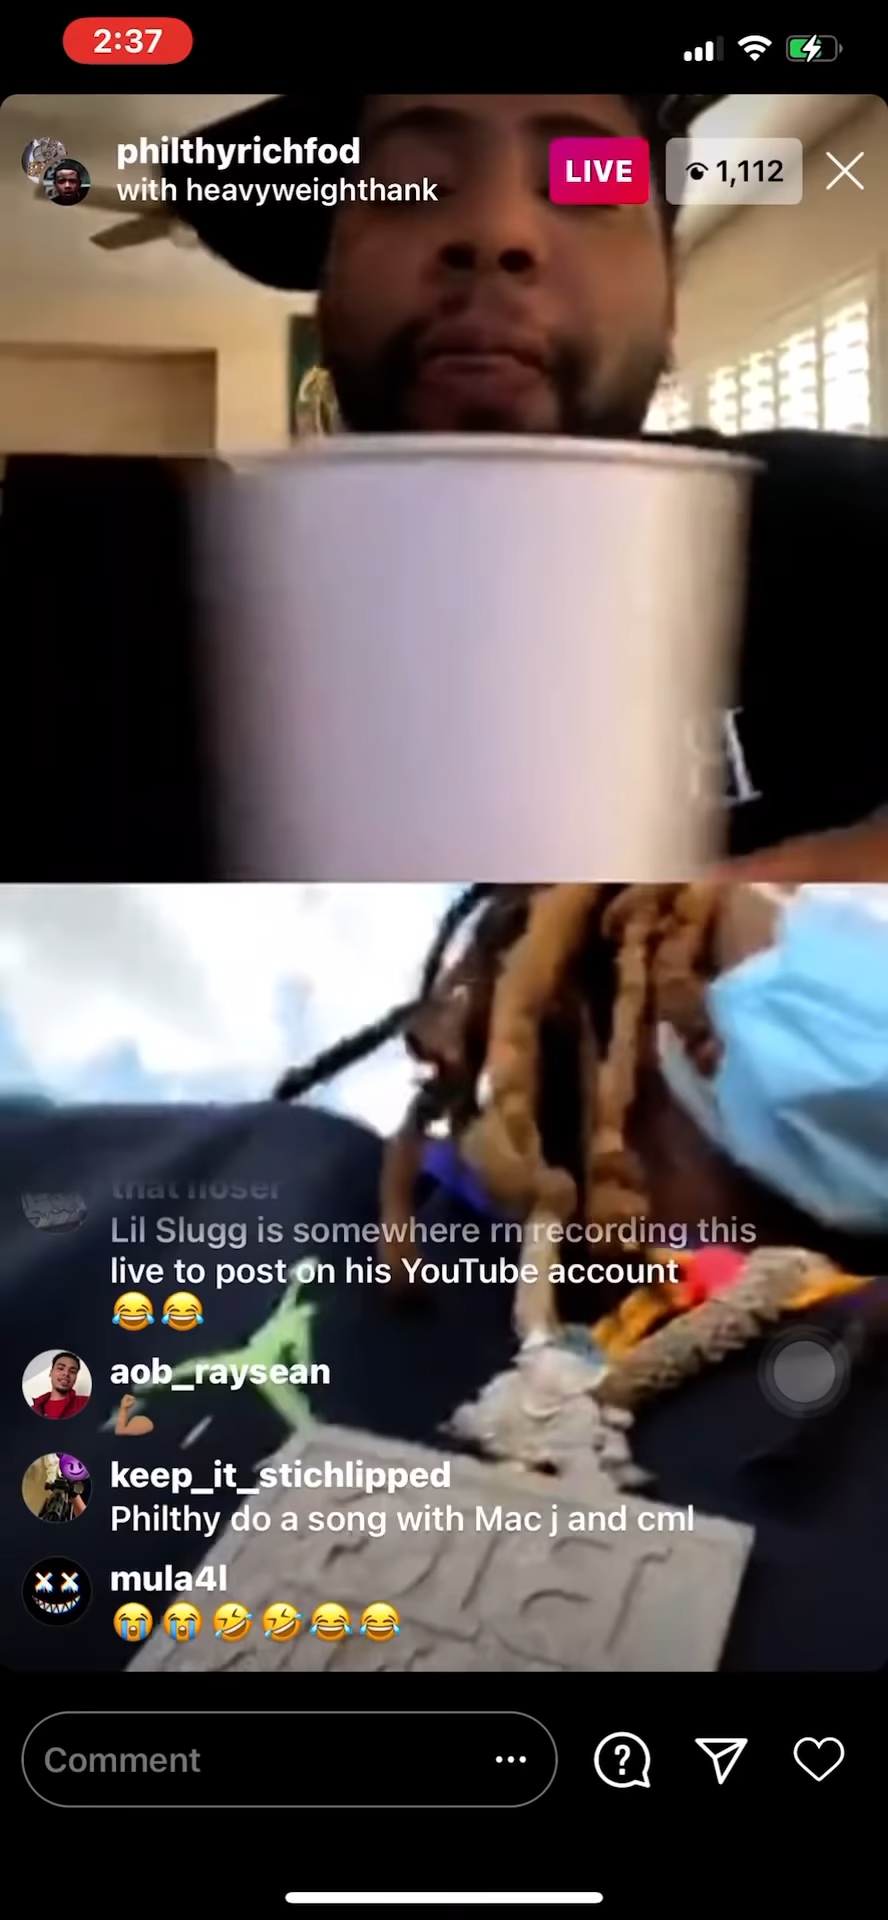 2:37
philthyrichfod
with heavyweighthank
LIVE
1,112
Lil Slugg is somewhere rn recording this
live to post on his YouTube account
😂😂
aob_raysean
💪🏽
keep_it_stichlipped
Philthy do a song with Mac j and cml
mula4l
😭😭🤣🤣😂😂
Comment